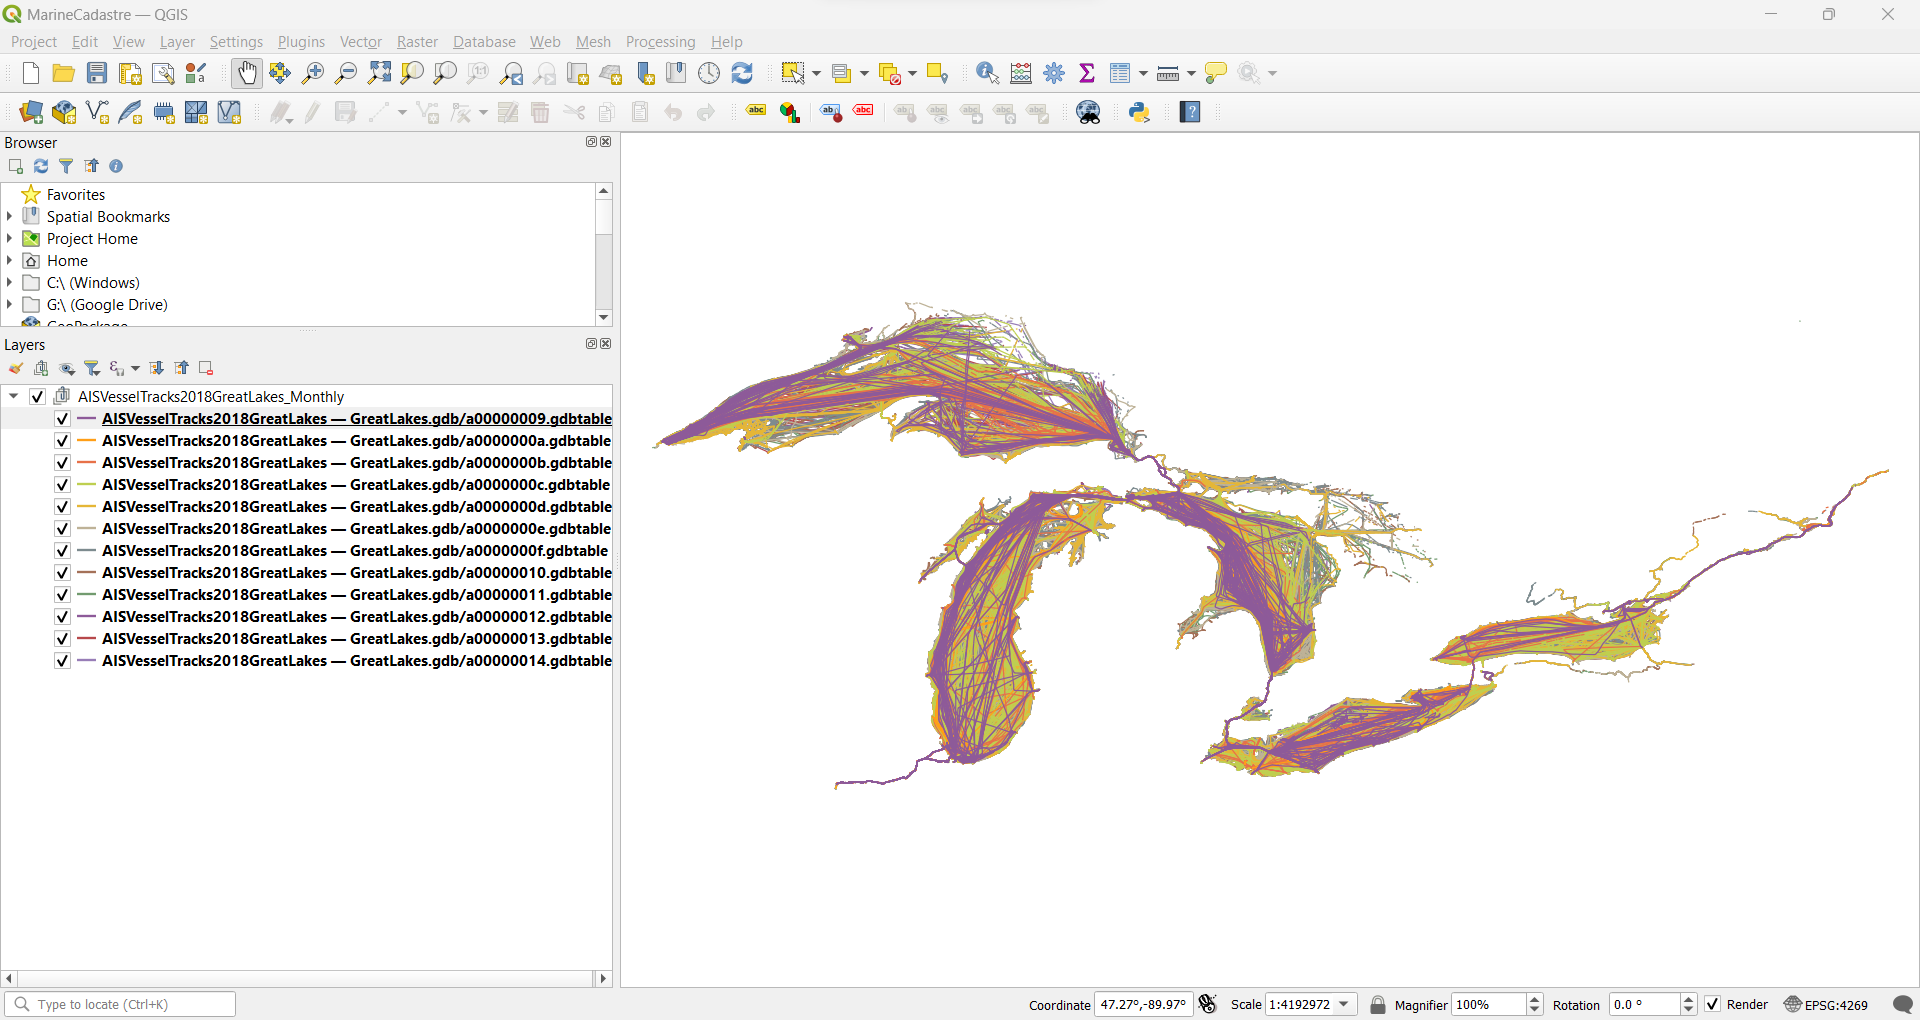 MarineCadastre — QGIS
Project Edit View Layer Settings Plugins Vector Raster Database Web Mesh Processing Help
Browser
Favorites
Spatial Bookmarks
Project Home
Home
C:\ (Windows)
G:\ (Google Drive)
GeoPackage
Layers
AISVesselTracks2018GreatLakes_Monthly
AISVesselTracks2018GreatLakes — GreatLakes.gdb/a00000009.gdbtable
AISVesselTracks2018GreatLakes — GreatLakes.gdb/a0000000a.gdbtable
AISVesselTracks2018GreatLakes — GreatLakes.gdb/a0000000b.gdbtable
AISVesselTracks2018GreatLakes — GreatLakes.gdb/a0000000c.gdbtable
AISVesselTracks2018GreatLakes — GreatLakes.gdb/a0000000d.gdbtable
AISVesselTracks2018GreatLakes — GreatLakes.gdb/a0000000e.gdbtable
AISVesselTracks2018GreatLakes — GreatLakes.gdb/a0000000f.gdbtable
AISVesselTracks2018GreatLakes — GreatLakes.gdb/a00000010.gdbtable
AISVesselTracks2018GreatLakes — GreatLakes.gdb/a00000011.gdbtable
AISVesselTracks2018GreatLakes — GreatLakes.gdb/a00000012.gdbtable
AISVesselTracks2018GreatLakes — GreatLakes.gdb/a00000013.gdbtable
AISVesselTracks2018GreatLakes — GreatLakes.gdb/a00000014.gdbtable
Type to locate (Ctrl+K) Coordinate 47.27°,-89.97° Scale 1:4192972 Magnifier 100% Rotation 0.0 ° Render EPSG:4269